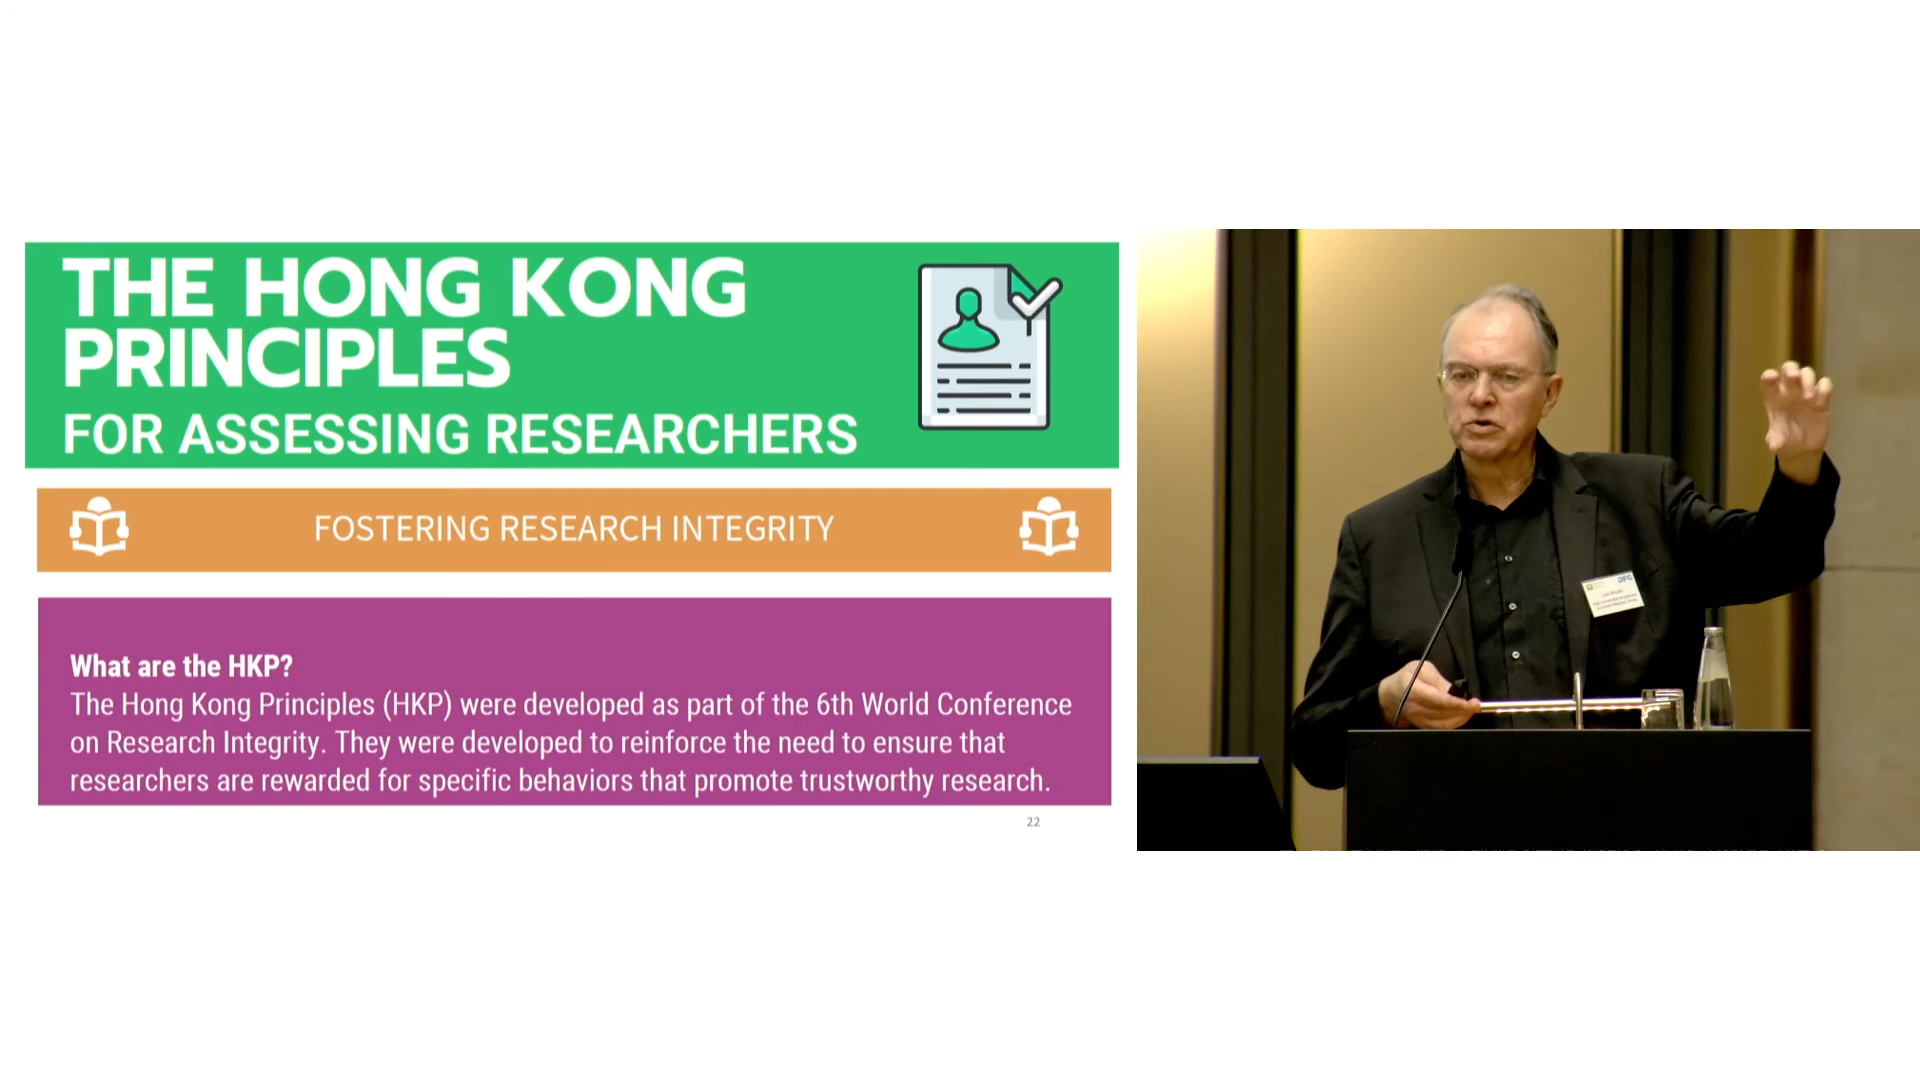 THE HONG KONG
PRINCIPLES
FOR ASSESSING RESEARCHERS
FOSTERING RESEARCH INTEGRITY
What are the HKP?
The Hong Kong Principles (HKP) were developed as part of the 6th World Conference
on Research Integrity. They were developed to reinforce the need to ensure that
researchers are rewarded for specific behaviors that promote trustworthy research.
22
DFG